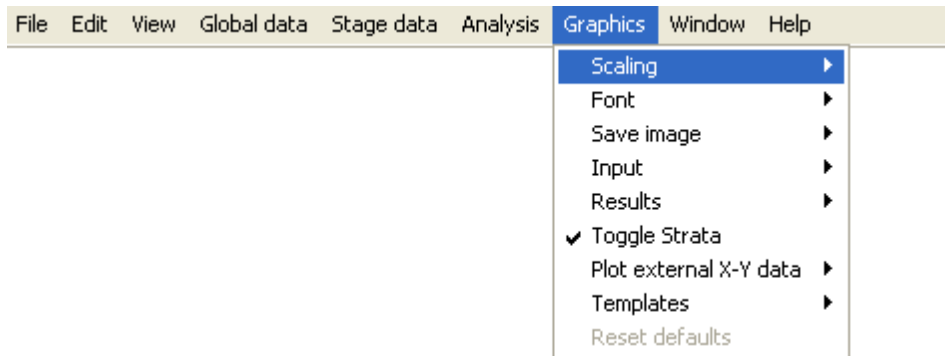 File Edit View Global data Stage data Analysis Graphics Window Help
Scaling
Font
Save image
Input
Results
Toggle Strata
Plot external X-Y data
Templates
Reset defaults